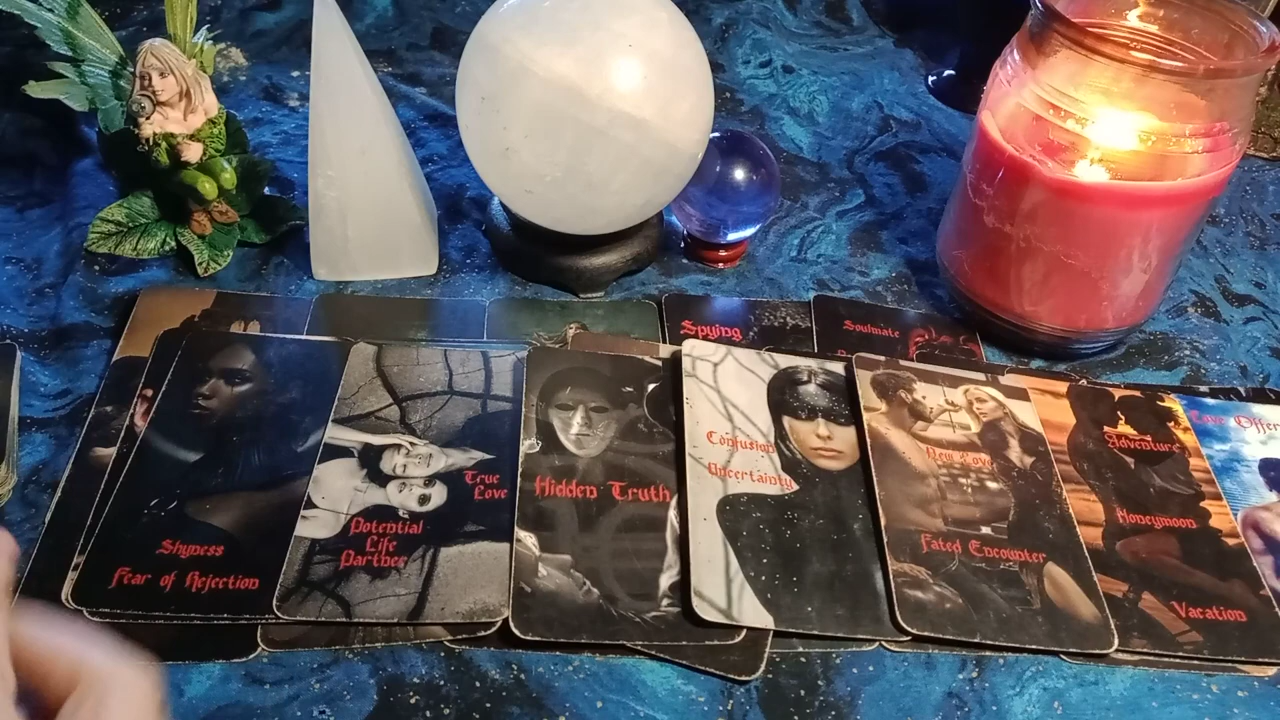 Spying
Soulmate
Shyness
Fear of Rejection
True
Love
Potential
Life
Partner
Hidden Truth
Confusion
Uncertainty
New Love
Fated Encounter
Adventure
Honeymoon
Vacation
Love Offer